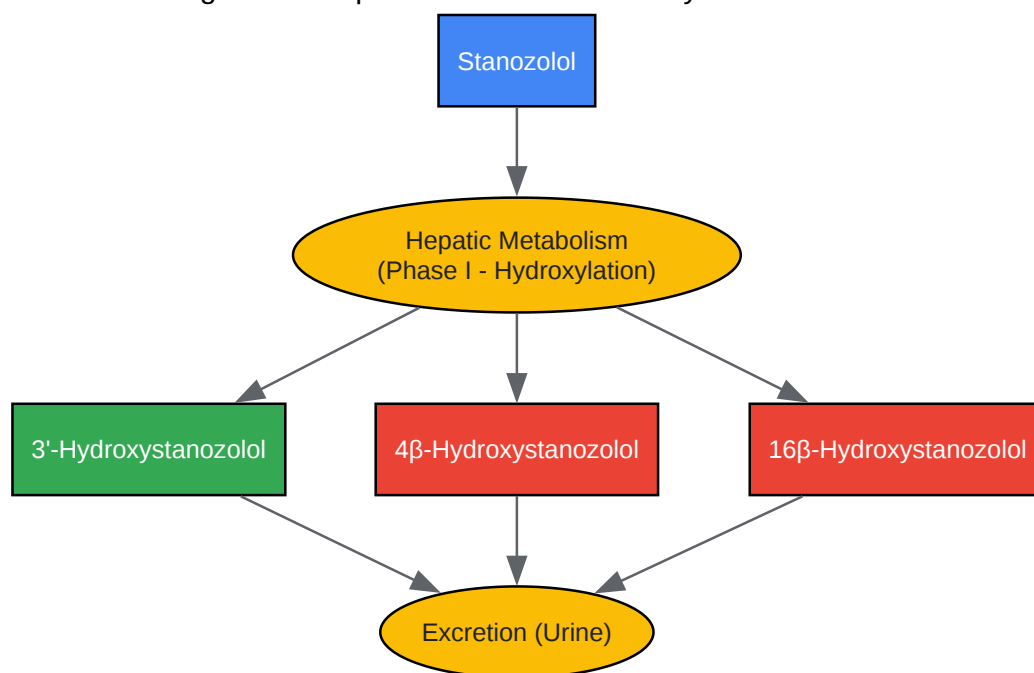 Stanozolol
Hepatic Metabolism
(Phase I - Hydroxylation)
3'-Hydroxystanozolol
4β-Hydroxystanozolol
16β-Hydroxystanozolol
Excretion (Urine)